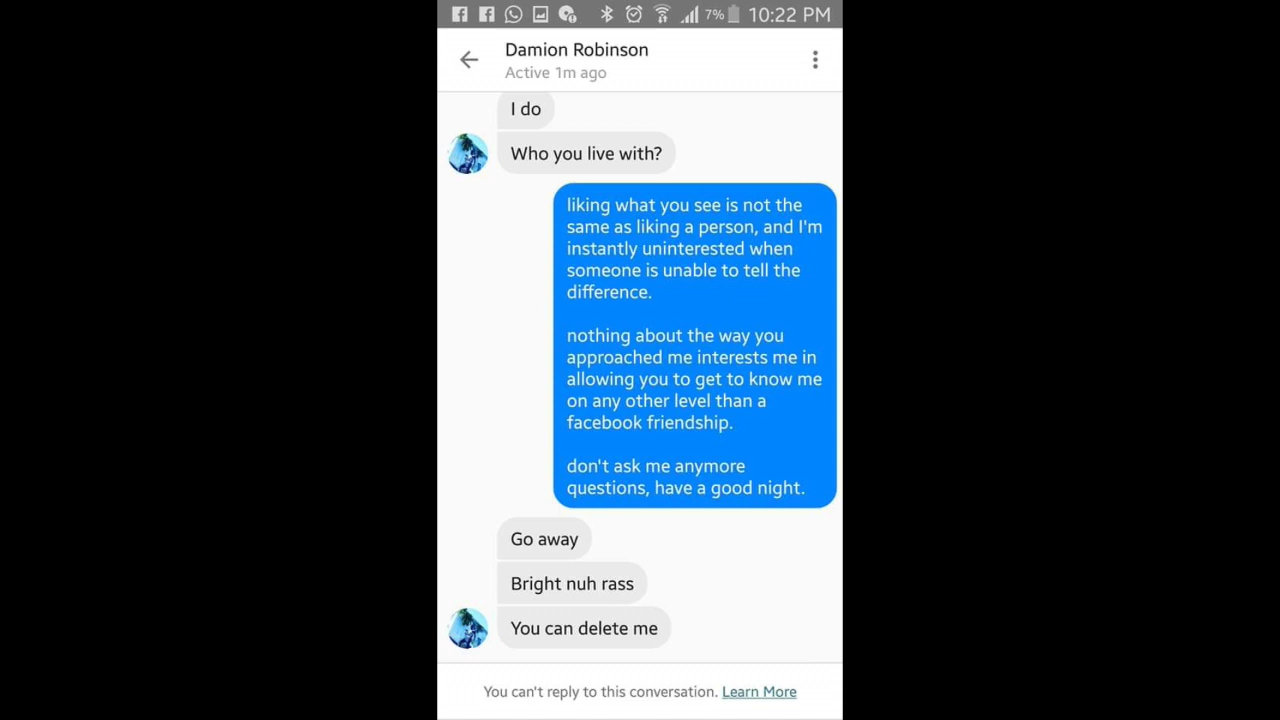 7% 10:22 PM
Damion Robinson
Active 1m ago
I do
Who you live with?
liking what you see is not the
same as liking a person, and I'm
instantly uninterested when
someone is unable to tell the
difference.
nothing about the way you
approached me interests me in
allowing you to get to know me
on any other level than a
facebook friendship.
don't ask me anymore
questions, have a good night.
Go away
Bright nuh rass
You can delete me
You can't reply to this conversation. Learn More